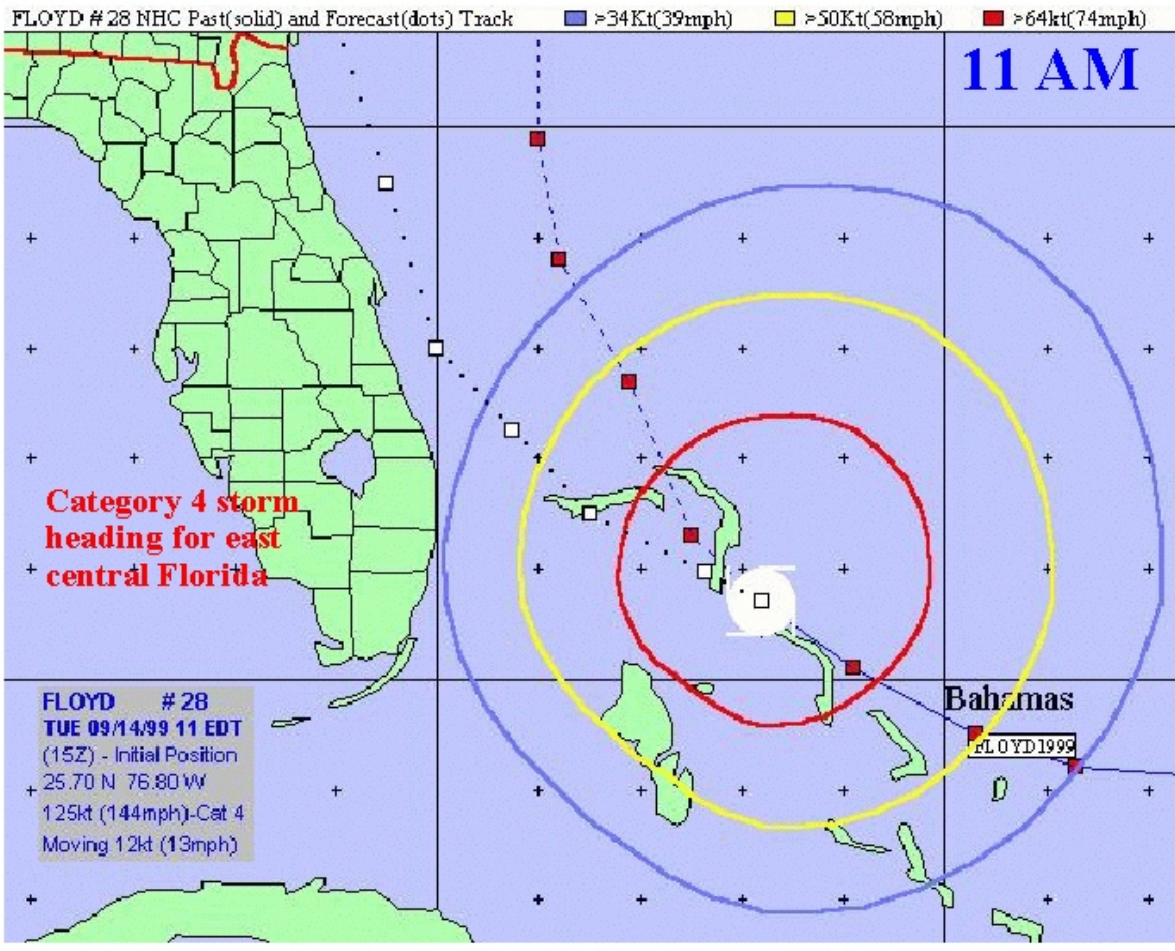 FLOYD # 28 NHC Past(solid) and Forecast(dots) Track
>34Kt(39mph)
>50Kt(58mph)
>64kt(74mph)
11 AM
Category 4 storm
heading for east
central Florida
Bahamas
FLOYD1999
FLOYD # 28
TUE 09/14/99 11 EDT
(15Z) - Initial Position
25.70 N 76.80 W
125kt (144mph)-Cat 4
Moving 12kt (13mph)